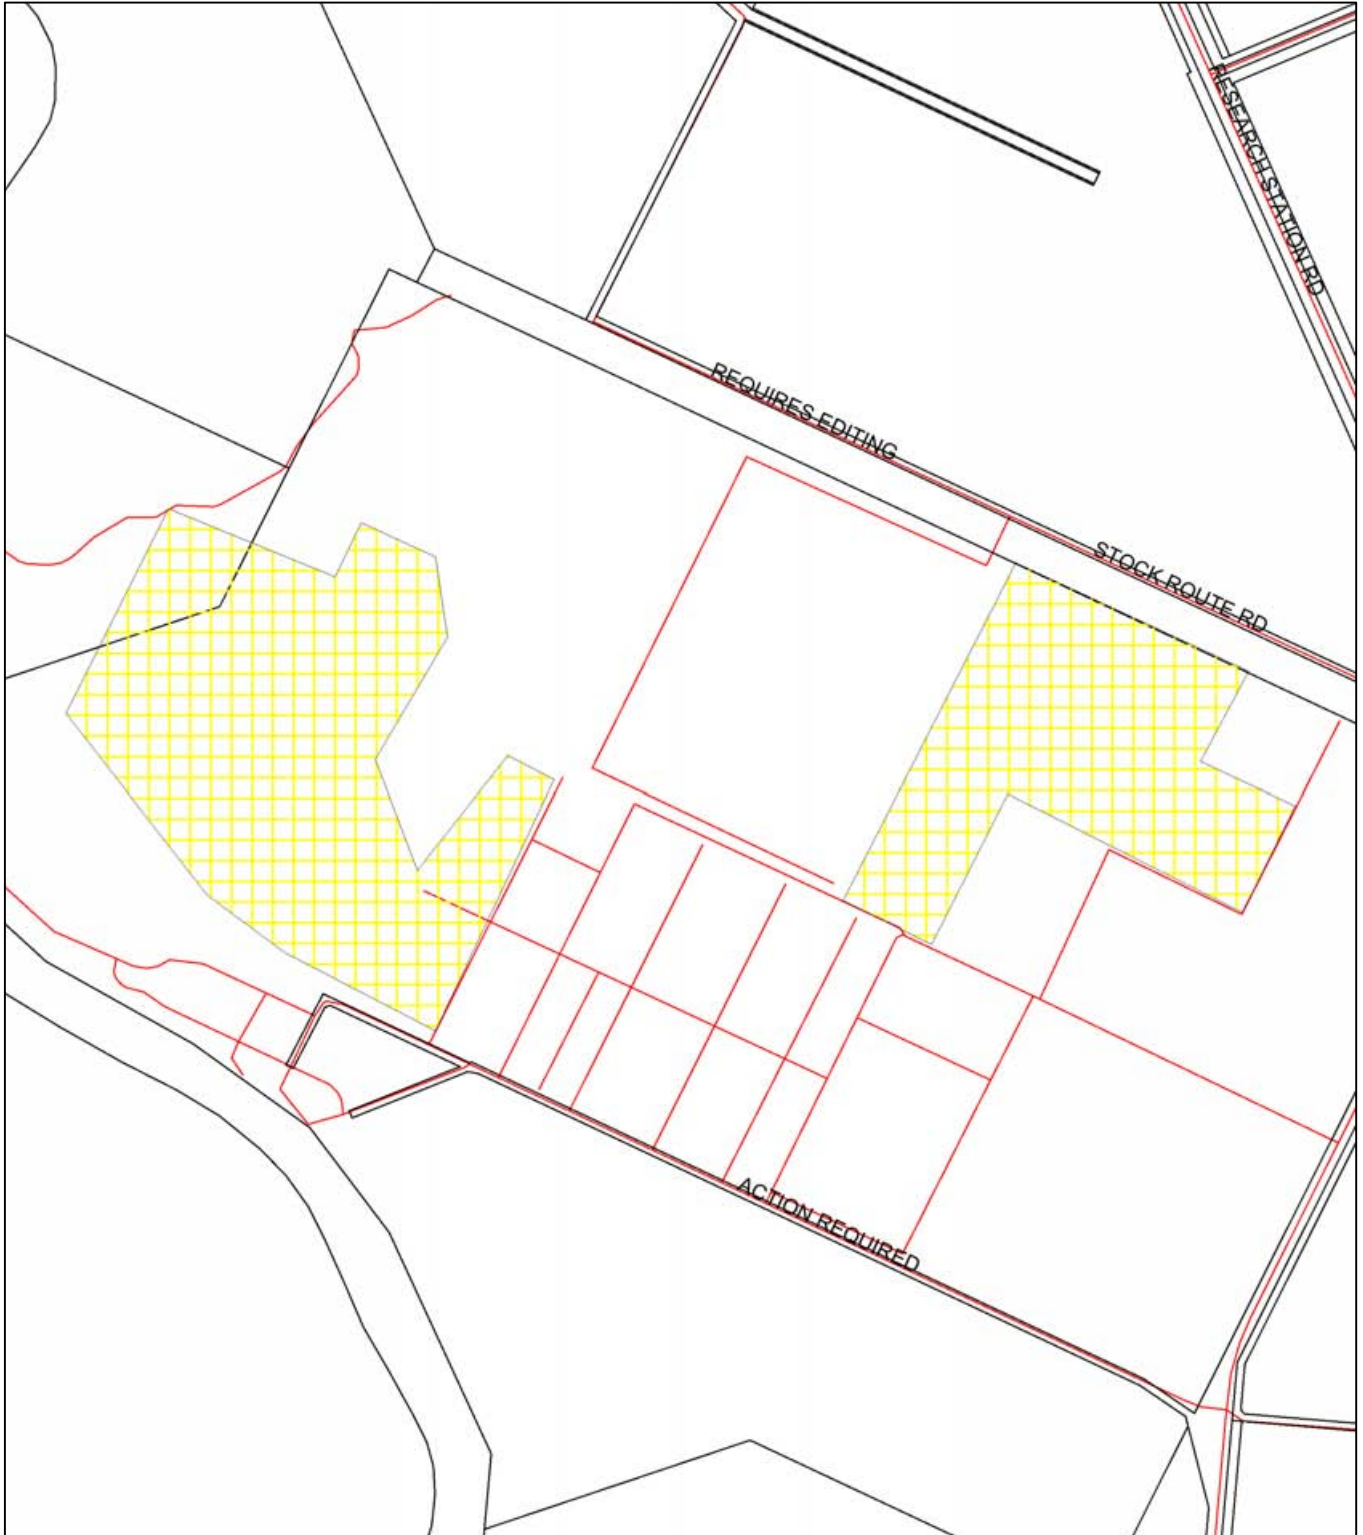 RESEARCH STATION RD
REQUIRES EDITING
STOCK ROUTE RD
ACTION REQUIRED